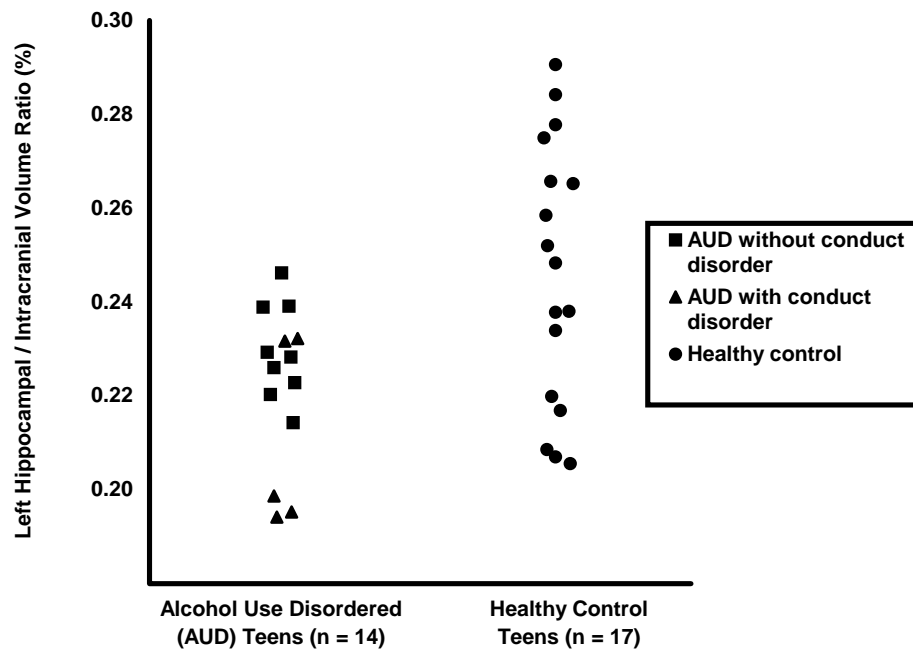 Left Hippocampal / Intracranial Volume Ratio (%)
0.30
0.28
0.26
0.24
0.22
0.20
AUD without conduct
disorder
AUD with conduct
disorder
Healthy control
Alcohol Use Disordered
(AUD) Teens (n = 14)
Healthy Control
Teens (n = 17)